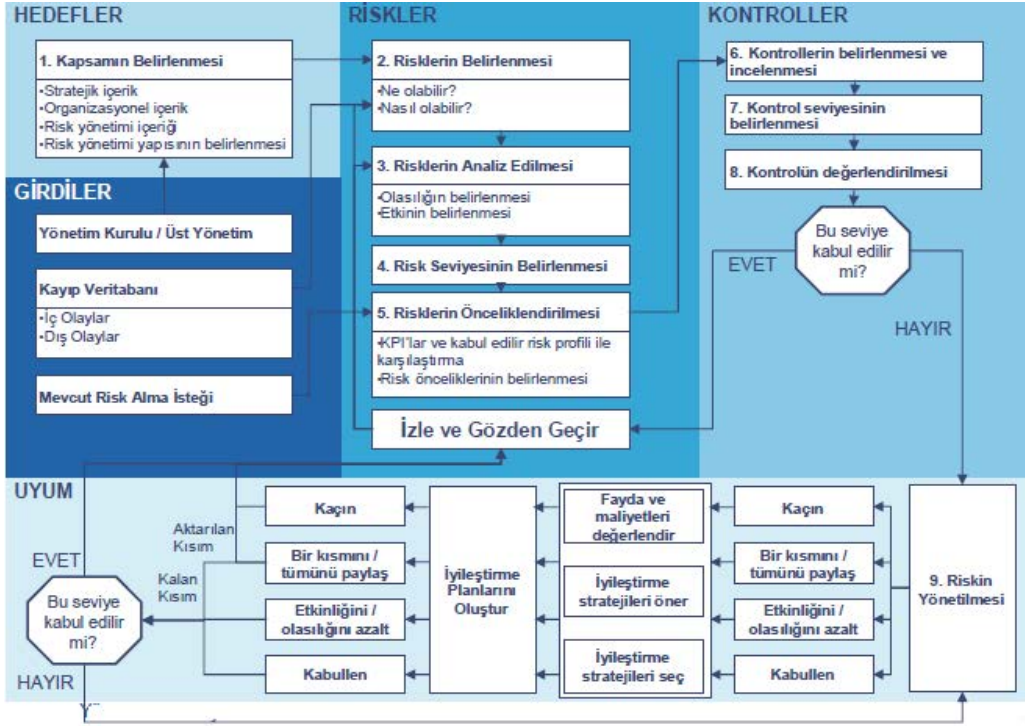 HEDEFLER
1. Kapsamın Belirlenmesi
•Stratejik içerik
•Organizasyonel içerik
•Risk yönetimi içeriği
•Risk yönetimi yapısının belirlenmesi
GİRDİLER
Yönetim Kurulu / Üst Yönetim
Kayıp Veritabanı
•İç Olaylar
•Dış Olaylar
Mevcut Risk Alma İsteği
RİSKLER
2. Risklerin Belirlenmesi
•Ne olabilir?
•Nasıl olabilir?
3. Risklerin Analiz Edilmesi
•Olasılığın belirlenmesi
•Etkinin belirlenmesi
4. Risk Seviyesinin Belirlenmesi
5. Risklerin Önceliklendirilmesi
•KPI'lar ve kabul edilir risk profili ile
karşılaştırma
•Risk önceliklerinin belirlenmesi
İzle ve Gözden Geçir
KONTROLLER
6. Kontrollerin belirlenmesi ve
incelenmesi
7. Kontrol seviyesinin
belirlenmesi
8. Kontrolün değerlendirilmesi
Bu seviye
kabul edilir
mi?
EVET
HAYIR
UYUM
EVET
Bu seviye
kabul edilir
mi?
HAYIR
Aktarılan
Kısım
Kalan
Kısım
Kaçın
Bir kısmını /
tümünü paylaş
Etkinliğini /
olasılığını azalt
Kabullen
İyileştirme
Planlarını
Oluştur
Fayda ve
maliyetleri
değerlendir
İyileştirme
stratejileri öner
İyileştirme
stratejileri seç
Kaçın
Bir kısmını /
tümünü paylaş
Etkinliğini /
olasılığını azalt
Kabullen
9. Riskin
Yönetilmesi